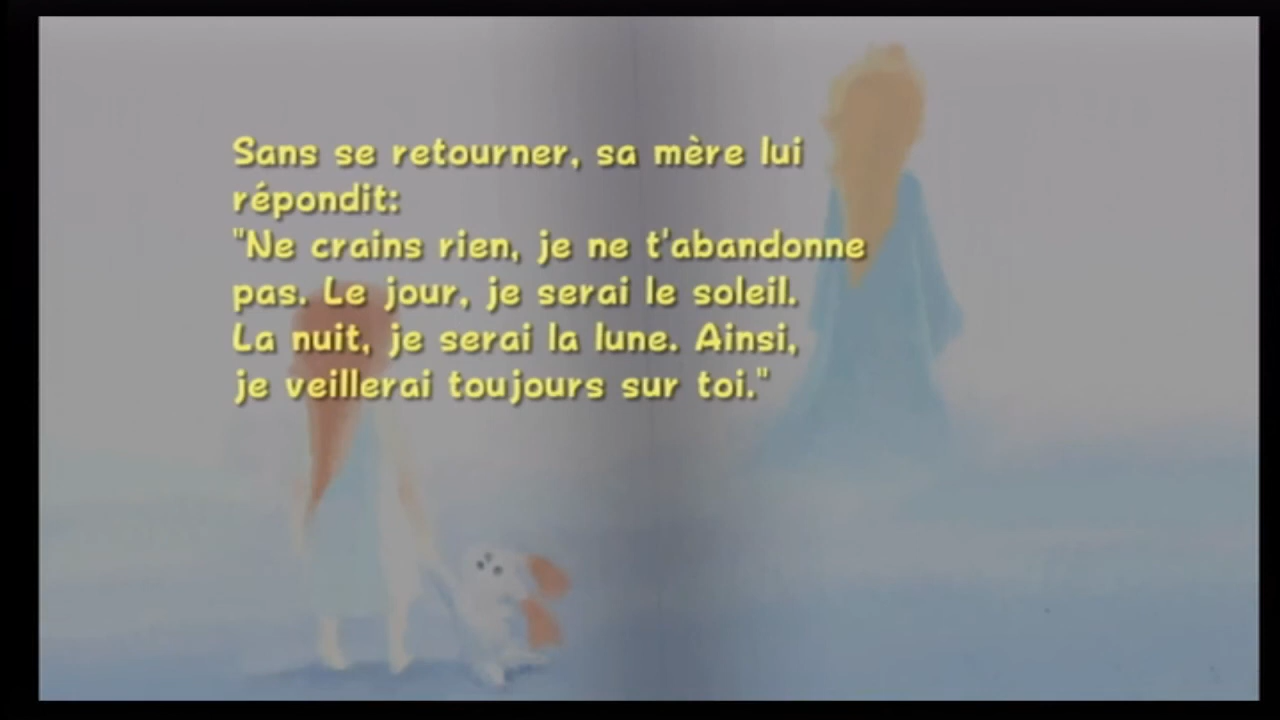 Sans se retourner, sa mère lui
répondit:
"Ne crains rien, je ne t'abandonne
pas. Le jour, je serai le soleil.
La nuit, je serai la lune. Ainsi,
je veillerai toujours sur toi."